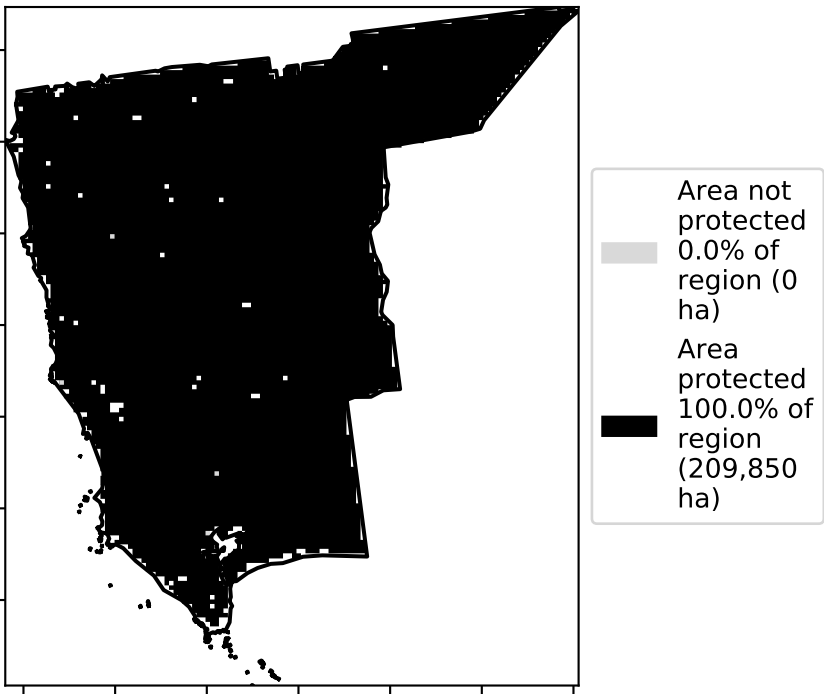 Area not
protected
0.0% of
region (0
ha)
Area
protected
100.0% of
region
(209,850
ha)